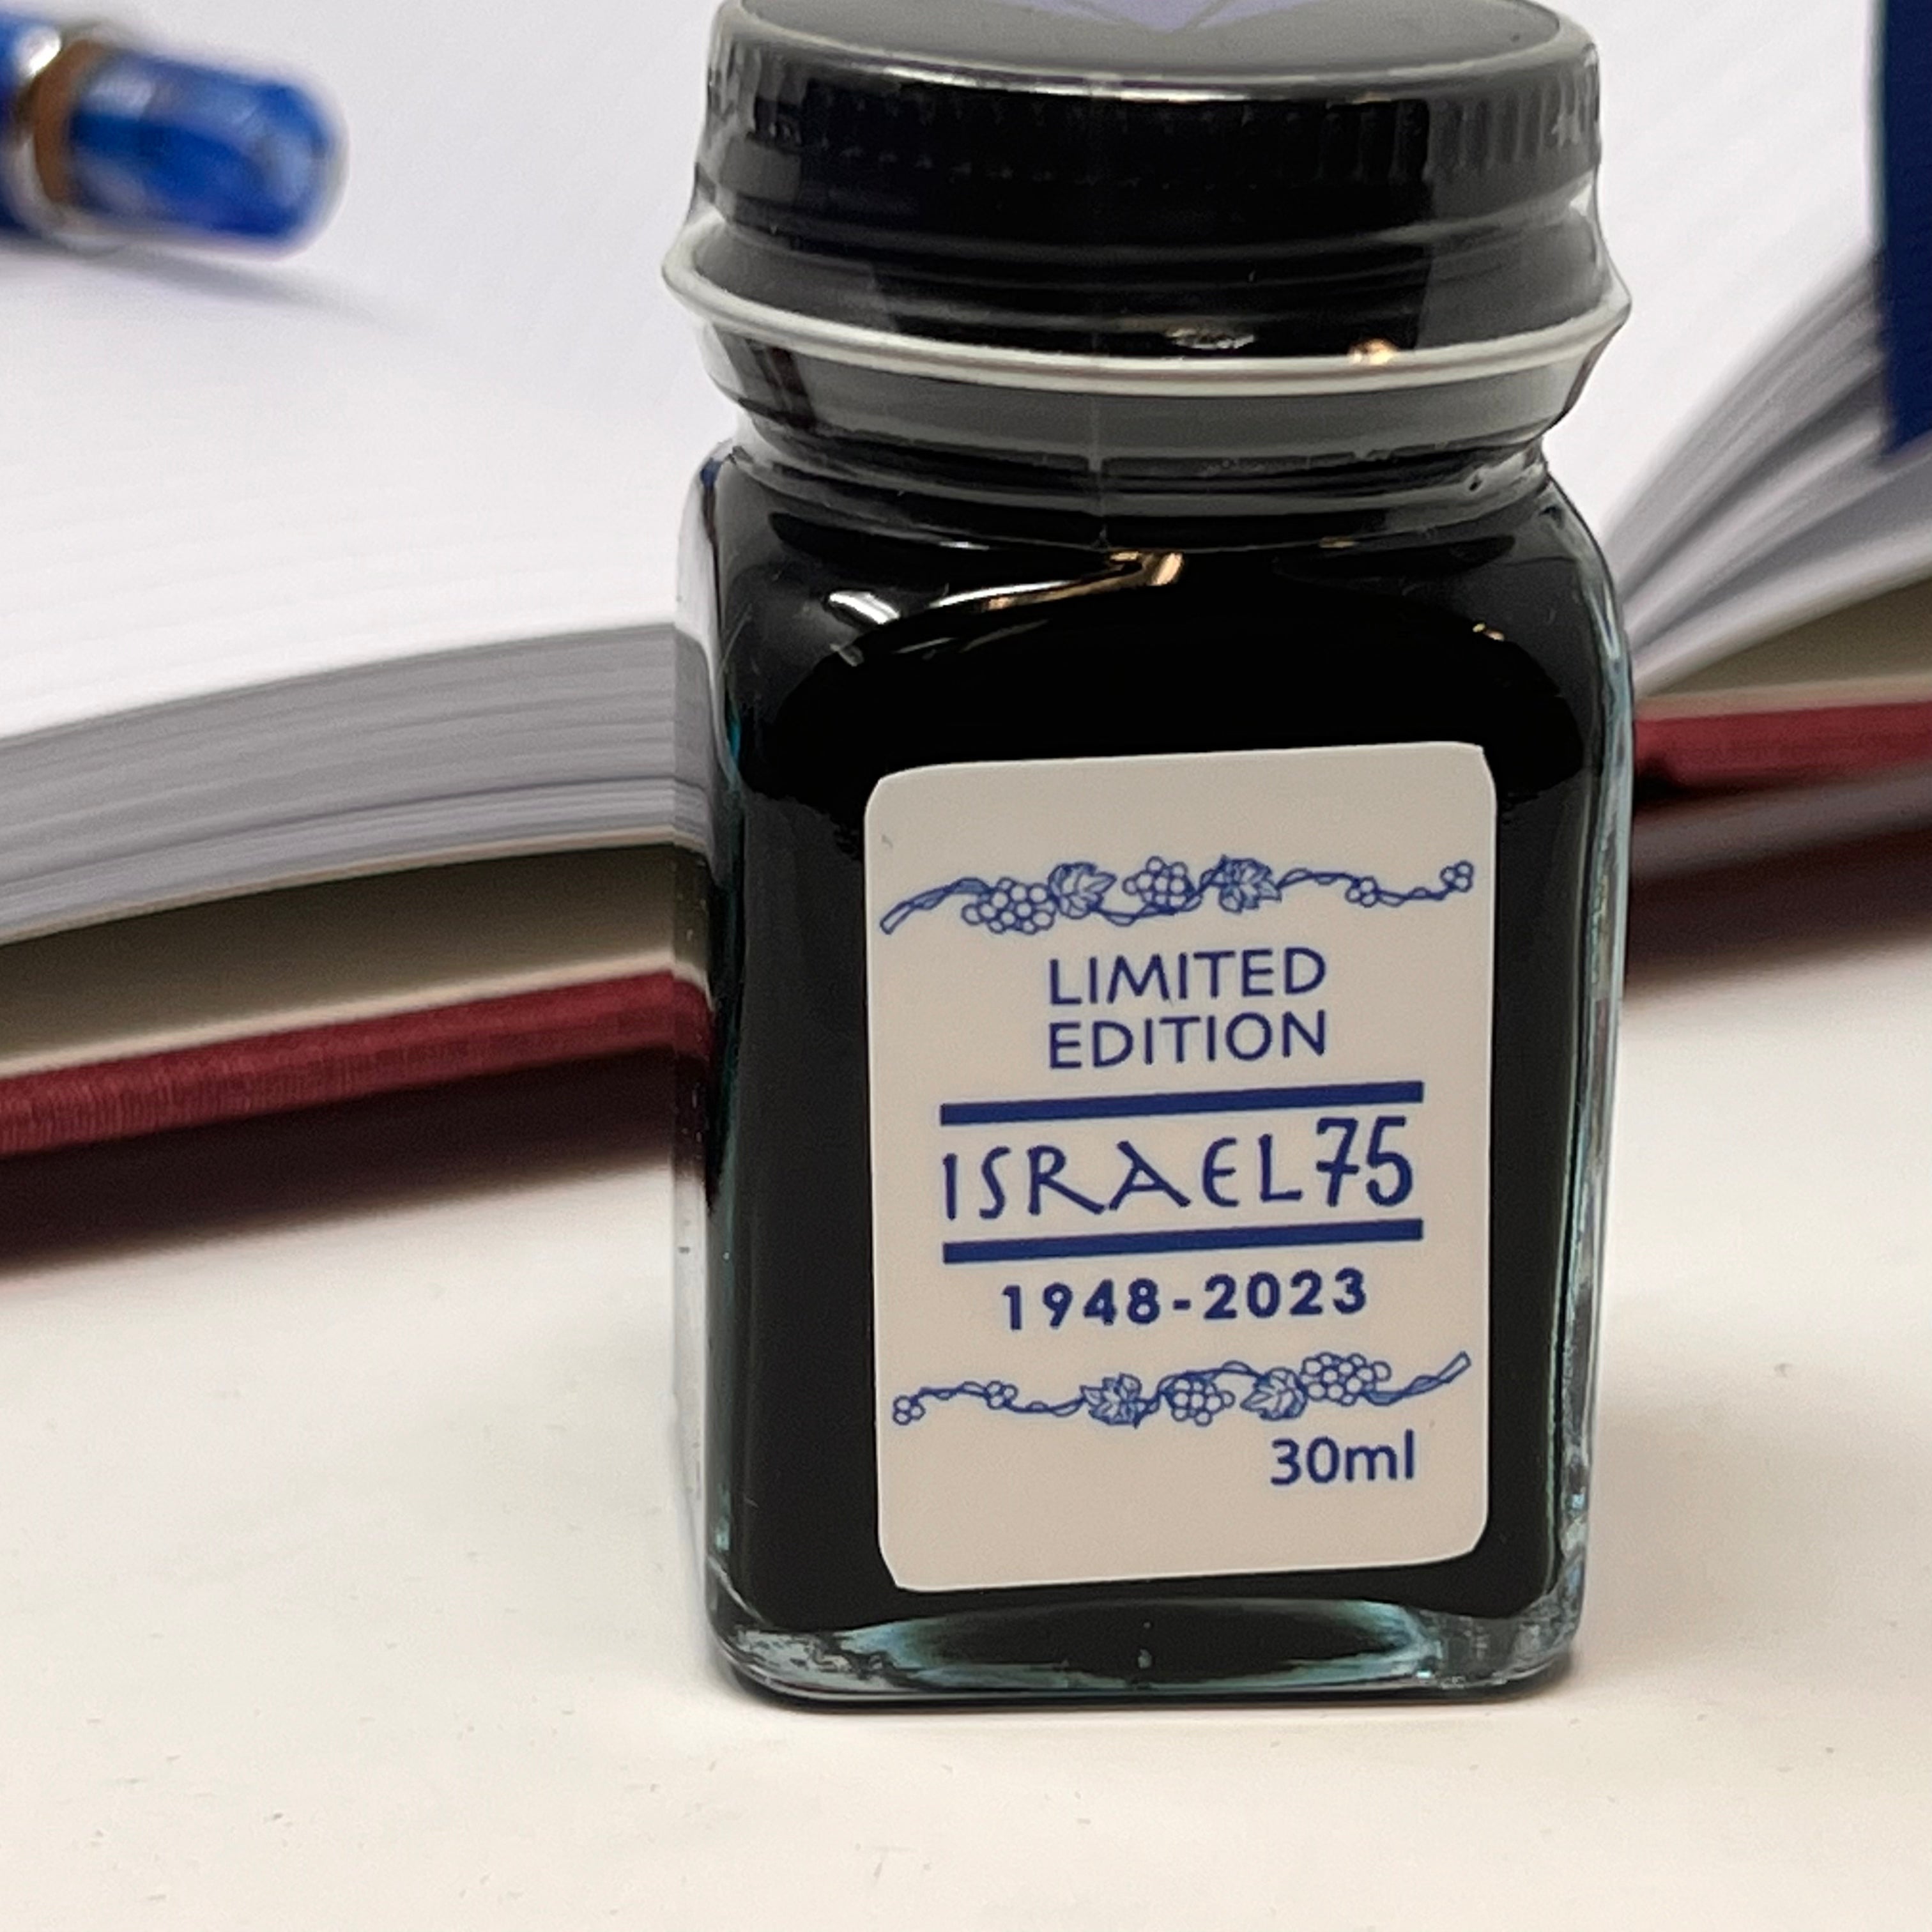 LIMITED
EDITION
ISRAEL75
1948-2023
30ml